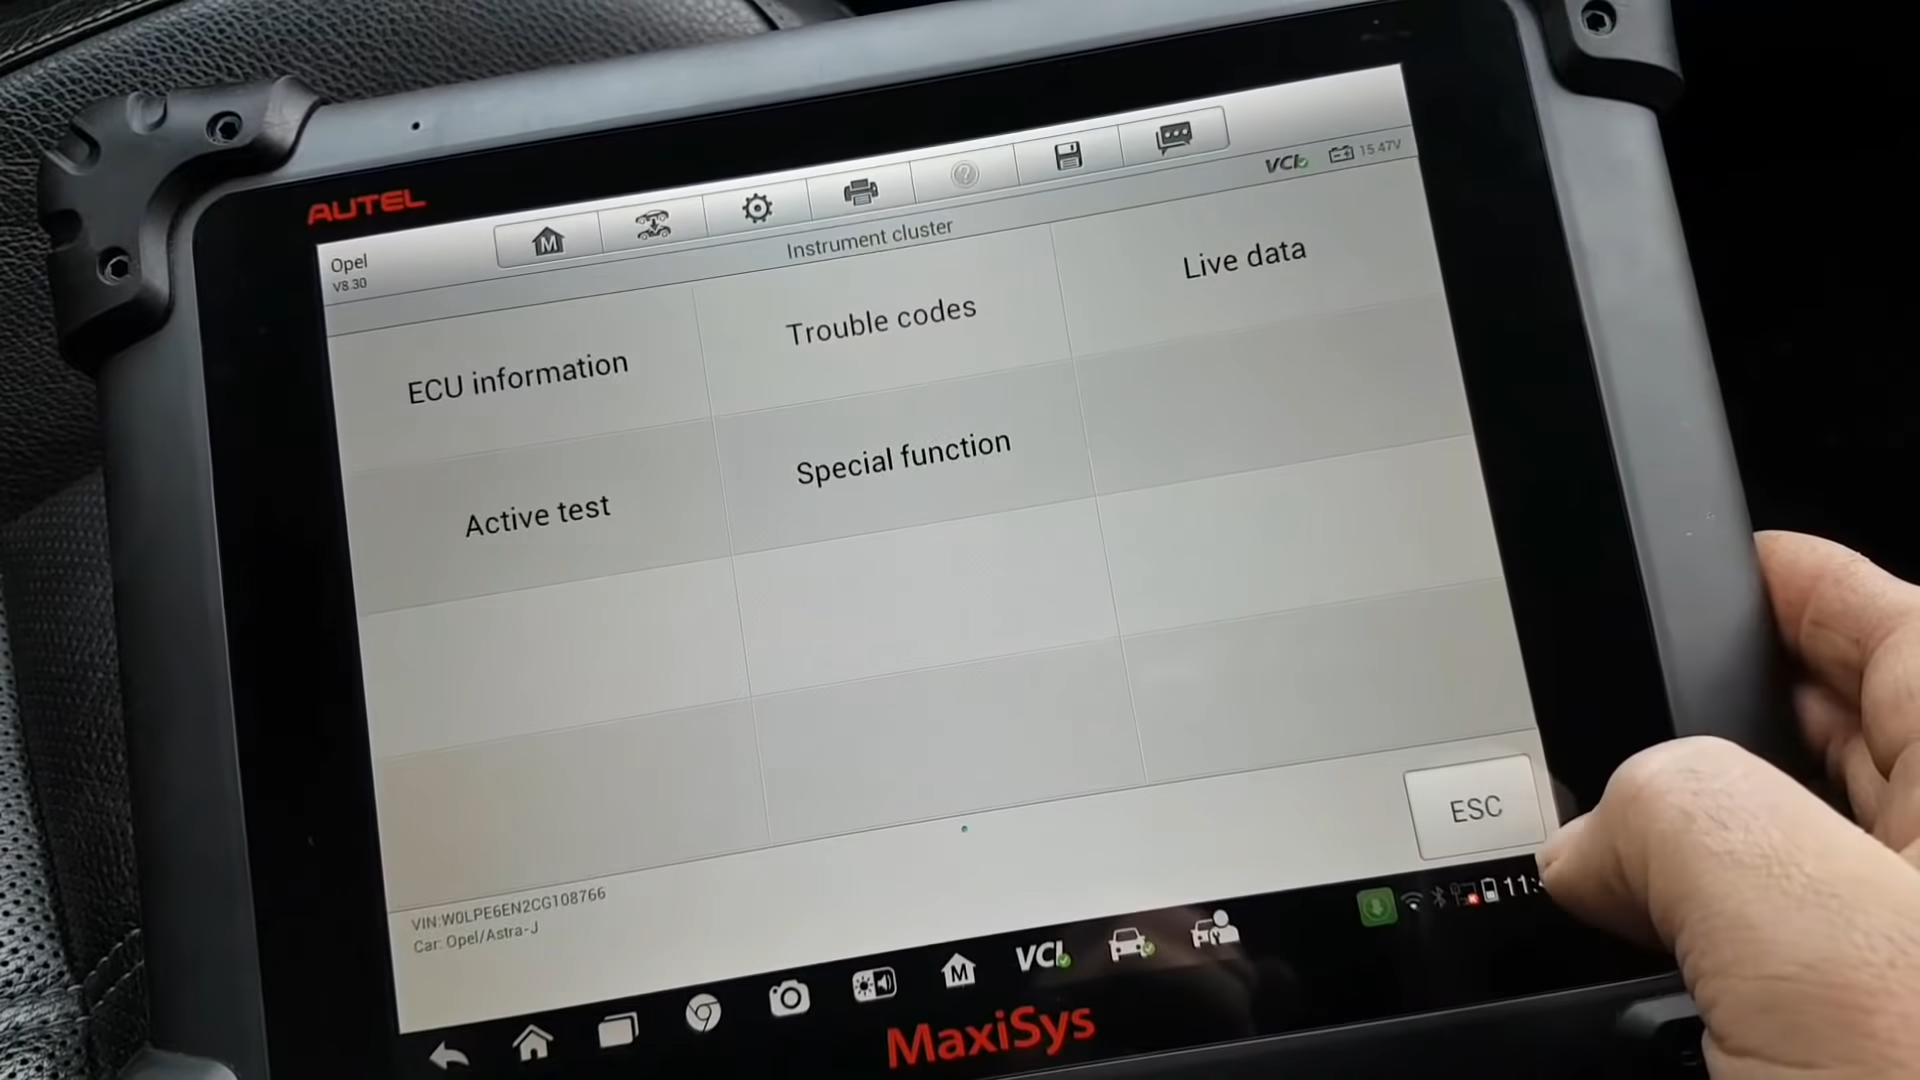 AUTEL
Opel
V8.30
M
VCI
15.47V
Instrument cluster
ECU information
Trouble codes
Live data
Active test
Special function
ESC
VIN:W0LPE6EN2CG108766
Car: Opel/Astra-J
M
VCI
MaxiSys